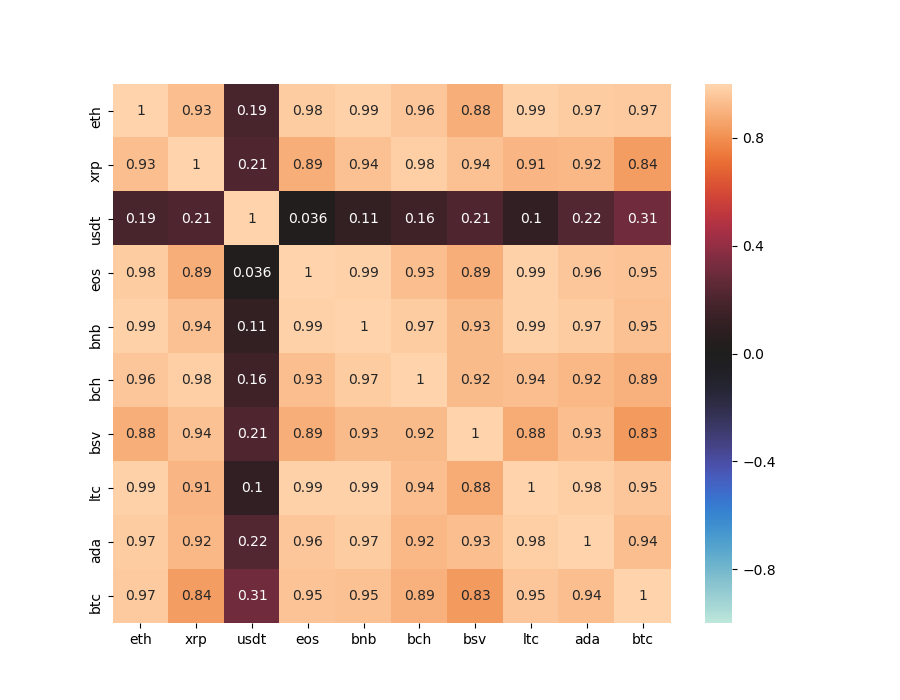 eth 1 0.93 0.19 0.98 0.99 0.96 0.88 0.99 0.97 0.97
xrp 0.93 1 0.21 0.89 0.94 0.98 0.94 0.91 0.92 0.84
usdt 0.19 0.21 1 0.036 0.11 0.16 0.21 0.1 0.22 0.31
eos 0.98 0.89 0.036 1 0.99 0.93 0.89 0.99 0.96 0.95
bnb 0.99 0.94 0.11 0.99 1 0.97 0.93 0.99 0.97 0.95
bch 0.96 0.98 0.16 0.93 0.97 1 0.92 0.94 0.92 0.89
bsv 0.88 0.94 0.21 0.89 0.93 0.92 1 0.88 0.93 0.83
ltc 0.99 0.91 0.1 0.99 0.99 0.94 0.88 1 0.98 0.95
ada 0.97 0.92 0.22 0.96 0.97 0.92 0.93 0.98 1 0.94
btc 0.97 0.84 0.31 0.95 0.95 0.89 0.83 0.95 0.94 1
eth xrp usdt eos bnb bch bsv ltc ada btc
0.8
0.4
0.0
−0.4
−0.8